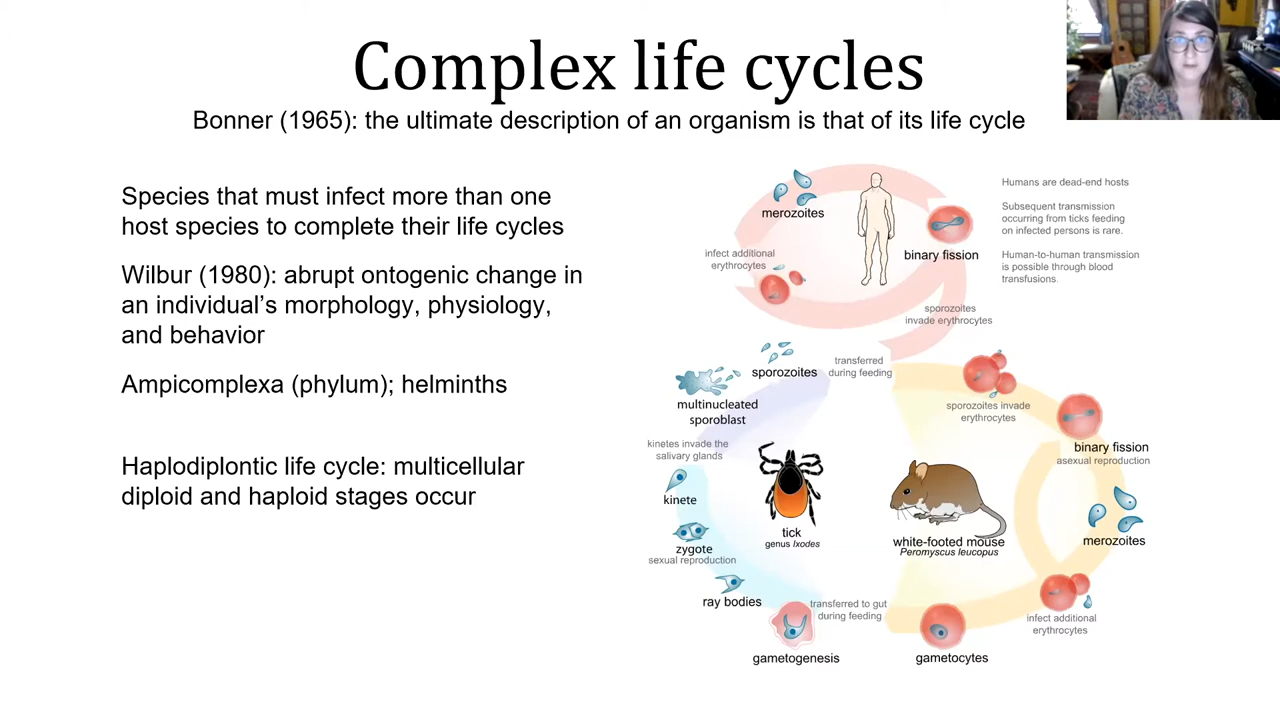 Complex life cycles
Bonner (1965): the ultimate description of an organism is that of its life cycle
Species that must infect more than one
host species to complete their life cycles
Wilbur (1980): abrupt ontogenic change in
an individual's morphology, physiology,
and behavior
Ampicomplexa (phylum); helminths
Haplodiplontic life cycle: multicellular
diploid and haploid stages occur
merozoites
binary fission
infect additional
erythrocytes
sporozoites
invade erythrocytes
Humans are dead-end hosts
Subsequent transmission
occurring from ticks feeding
on infected persons is rare.
Human-to-human transmission
is possible through blood
transfusions.
sporozoites
transferred
during feeding
multinucleated
sporoblast
kinetes invade the
salivary glands
kinete
zygote
sexual reproduction
ray bodies
gametogenesis
transferred to gut
during feeding
tick
genus Ixodes
white-footed mouse
Peromyscus leucopus
sporozoites invade
erythrocytes
binary fission
asexual reproduction
merozoites
infect additional
erythrocytes
gametocytes